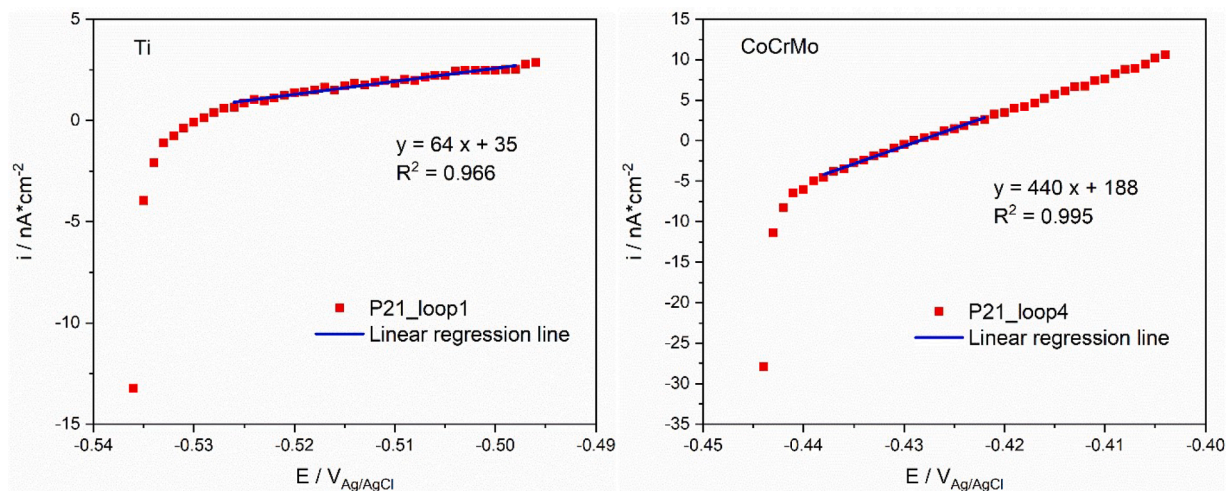 Ti
y = 64 x + 35
R² = 0.966
P21_loop1
Linear regression line
i / nA*cm⁻²
5
0
-5
-10
-15
-0.54
-0.53
-0.52
-0.51
-0.50
-0.49
E / V_Ag/AgCl
CoCrMo
y = 440 x + 188
R² = 0.995
P21_loop4
Linear regression line
i / nA*cm⁻²
15
10
5
0
-5
-10
-15
-20
-25
-30
-35
-0.45
-0.44
-0.43
-0.42
-0.41
-0.40
E / V_Ag/AgCl